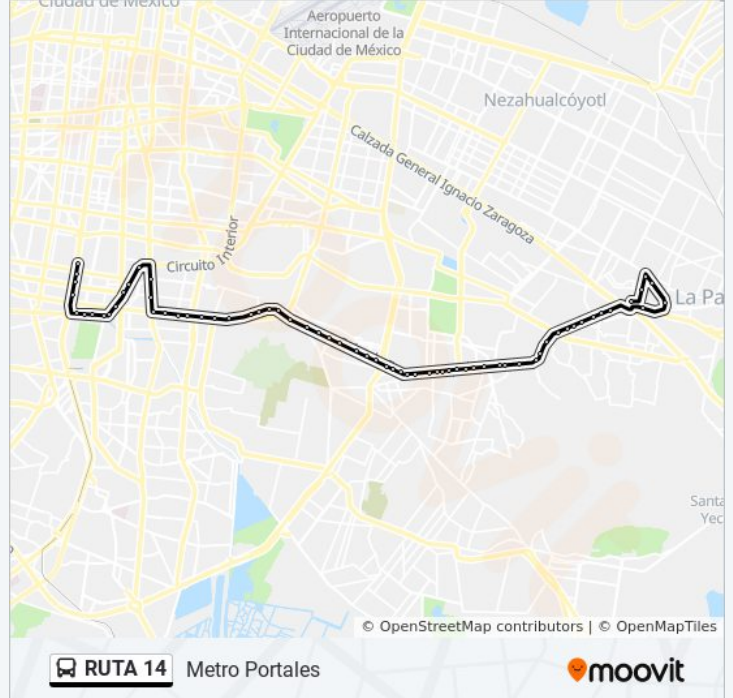 Ciudad de México
Aeropuerto
Internacional de la
Ciudad de México
Nezahualcóyotl
Calzada General Ignacio Zaragoza
Circuito Interior
La Pa
Santa
Yec
© OpenStreetMap contributors | © OpenMapTiles
RUTA 14 Metro Portales
moovit